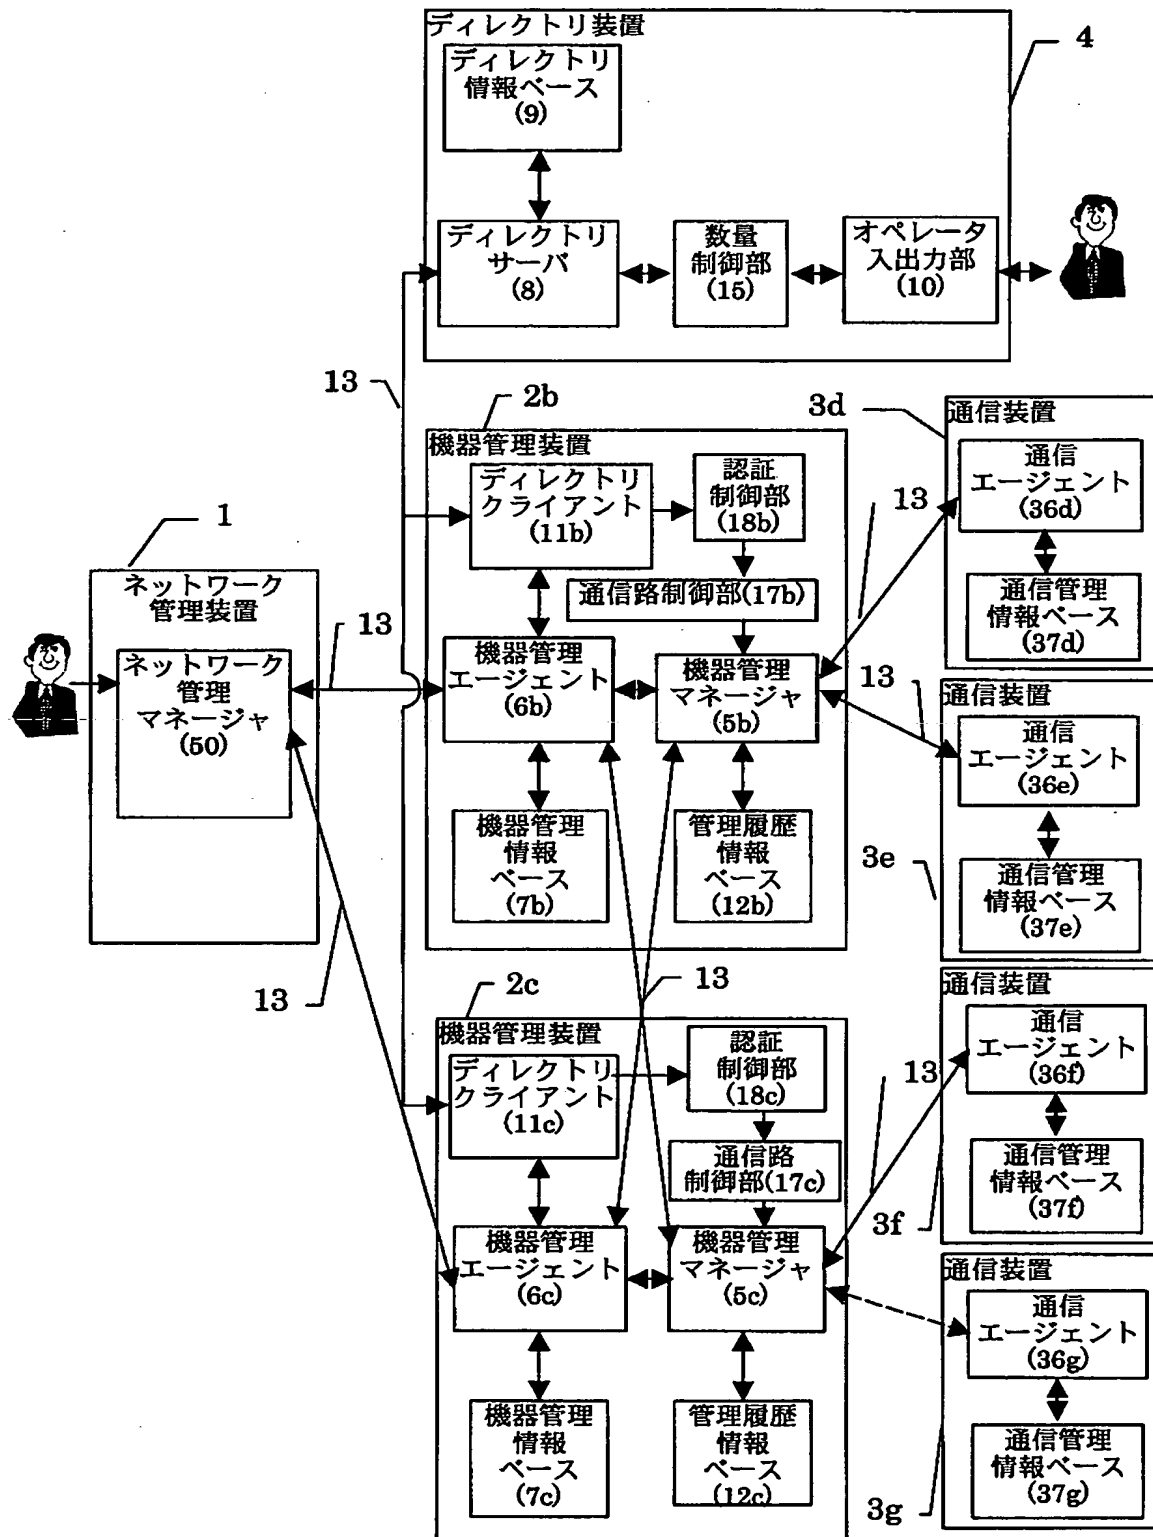 ディレクトリ装置
4
ディレクトリ
情報ベース
(9)
ディレクトリ
サーバ
(8)
数量
制御部
(15)
オペレータ
入出力部
(10)
13
2b
機器管理装置
ディレクトリ
クライアント
(11b)
認証
制御部
(18b)
通信路制御部(17b)
機器管理
エージェント
(6b)
機器管理
マネージャ
(5b)
機器管理
情報
ベース
(7b)
管理履歴
情報
ベース
(12b)
1
ネットワーク
管理装置
ネットワーク
管理
マネージャ
(50)
13
13
13
2c
機器管理装置
ディレクトリ
クライアント
(11c)
認証
制御部
(18c)
通信路
制御部(17c)
機器管理
エージェント
(6c)
機器管理
マネージャ
(5c)
機器管理
情報
ベース
(7c)
管理履歴
情報
ベース
(12c)
3d
通信装置
通信
エージェント
(36d)
通信管理
情報ベース
(37d)
13
13
通信装置
通信
エージェント
(36e)
3e
通信管理
情報ベース
(37e)
通信装置
通信
エージェント
(36f)
13
通信管理
情報ベース
(37f)
3f
通信装置
通信
エージェント
(36g)
通信管理
情報ベース
(37g)
3g